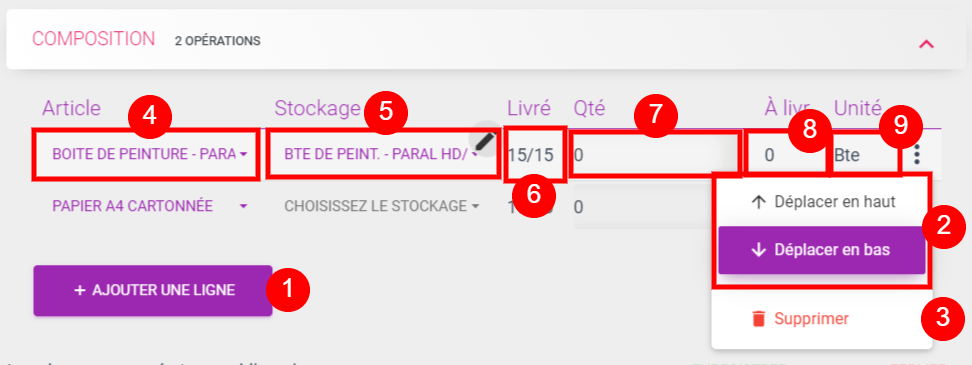 COMPOSITION 2 OPÉRATIONS
Article Stockage Livré Qté À livr Unité
4 5 7 8 9
BOITE DE PEINTURE - PARA BTE DE PEINT. - PARAL HD/ 15/15 0 0 Bte
6
PAPIER A4 CARTONNÉE CHOISISSEZ LE STOCKAGE 0
Déplacer en haut
2
Déplacer en bas
+ AJOUTER UNE LIGNE 1
Supprimer 3